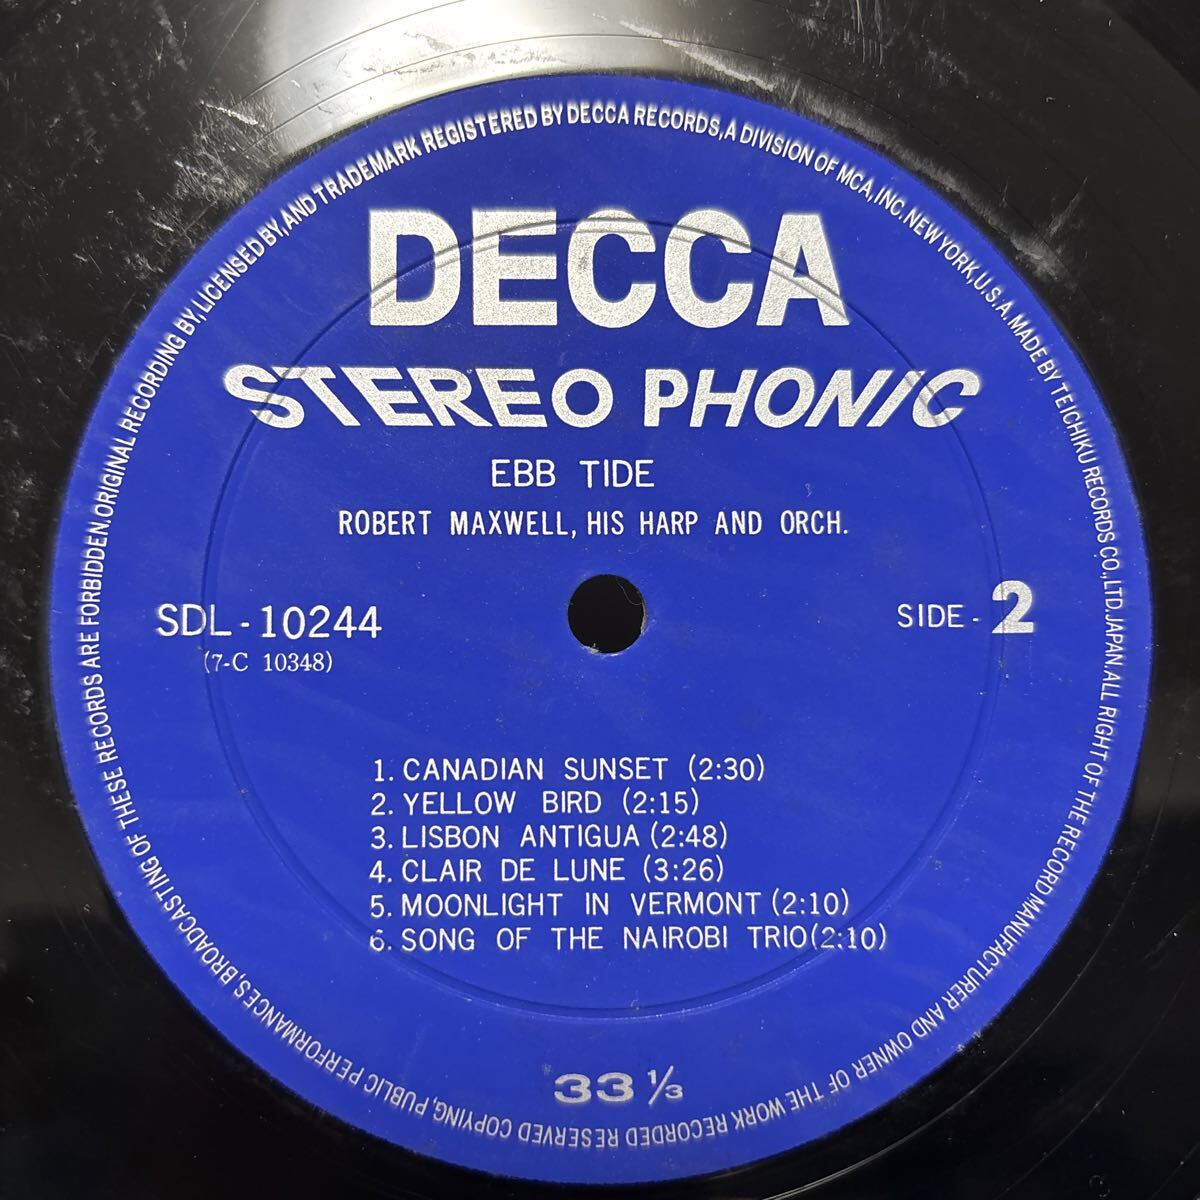 DECCA
STEREO PHONIC
EBB TIDE
ROBERT MAXWELL, HIS HARP AND ORCH.
SDL-10244
(7-C 10348)
SIDE-2
1. CANADIAN SUNSET (2:30)
2. YELLOW BIRD (2:15)
3. LISBON ANTIGUA (2:48)
4. CLAIR DE LUNE (3:26)
5. MOONLIGHT IN VERMONT (2:10)
6. SONG OF THE NAIROBI TRIO (2:10)
33 1/3
ORIGINAL RECORDING BY, LICENSED BY, AND TRADEMARK REGISTERED BY DECCA RECORDS, A DIVISION OF MCA, INC. NEW YORK, U.S.A. MADE BY TEICHIKU RECORDS CO., LTD. JAPAN. ALL RIGHT OF THE RECORD MANUFACTURER AND OWNER OF THE WORK RECORDED RESERVED COPYING, PUBLIC PERFORMANCES, BROADCASTING OF THESE RECORDS ARE FORBIDDEN.